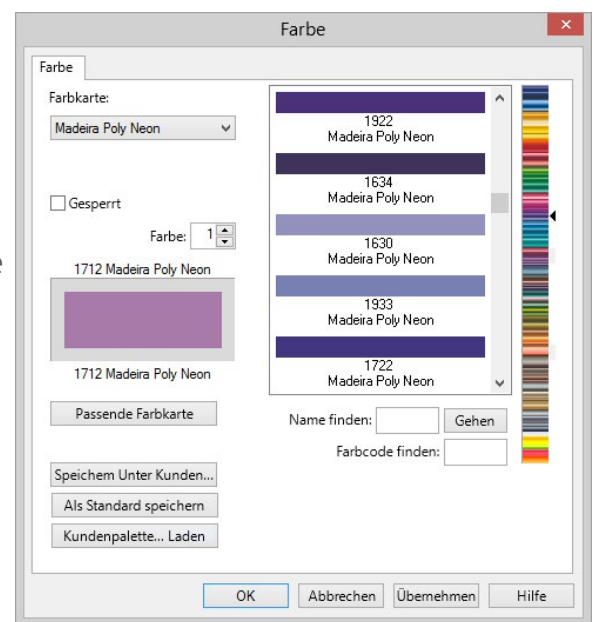 Farbe
Farbe
Farbkarte:
Madeira Poly Neon
Gesperrt
Farbe: 1
e
1712 Madeira Poly Neon
1712 Madeira Poly Neon
Passende Farbkarte
Speichem Unter Kunden...
Als Standard speichern
Kundenpalette... Laden
1922
Madeira Poly Neon
1634
Madeira Poly Neon
1630
Madeira Poly Neon
1933
Madeira Poly Neon
1722
Madeira Poly Neon
Name finden: Gehen
Farbcode finden:
OK Abbrechen Übernehmen Hilfe